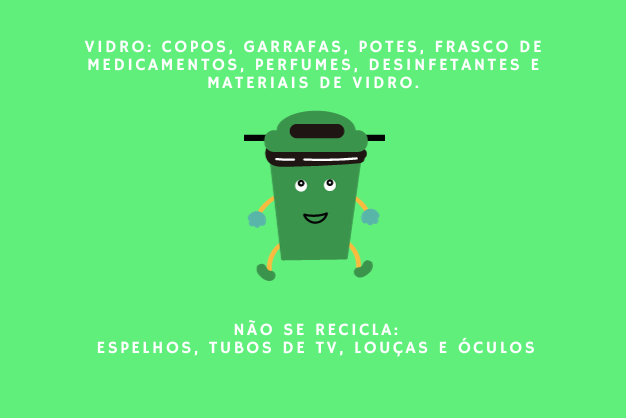 VIDRO: COPOS, GARRAFAS, POTES, FRASCO DE
MEDICAMENTOS, PERFUMES, DESINFETANTES E
MATERIAIS DE VIDRO.
NÃO SE RECICLA:
ESPELHOS, TUBOS DE TV, LOUÇAS E ÓCULOS